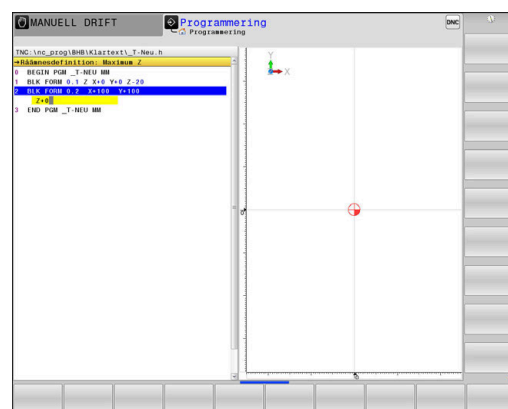 MANUELL DRIFT
Programmering
Programmering
DNC
TNC:\nc_prog\BHB\Klartext\_T-Neu.h
→Råämnesdefinition: Maximum Z
0 BEGIN PGM _T-NEU MM
1 BLK FORM 0.1 Z X+0 Y+0 Z-20
2 BLK FORM 0.2 X+100 Y+100
Z+0
3 END PGM _T-NEU MM
Y
X